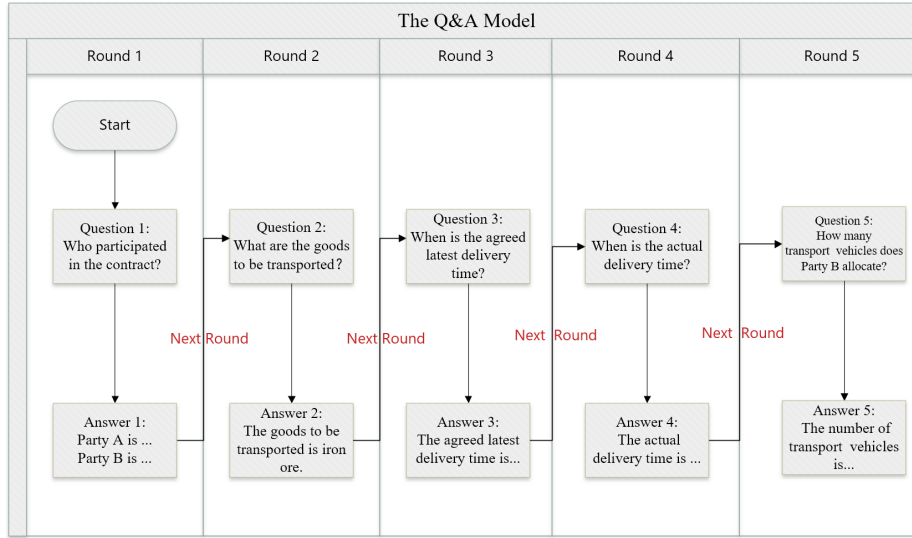 The Q&A Model
Round 1
Round 2
Round 3
Round 4
Round 5
Start
Question 1:
Who participated
in the contract?
Question 2:
What are the goods
to be transported?
Question 3:
When is the agreed
latest delivery
time?
Question 4:
When is the actual
delivery time?
Question 5:
How many
transport vehicles does
Party B allocate?
Next Round
Next Round
Next Round
Next Round
Answer 1:
Party A is ...
Party B is ...
Answer 2:
The goods to be
transported is iron
ore.
Answer 3:
The agreed latest
delivery time is...
Answer 4:
The actual
delivery time is ...
Answer 5:
The number of
transport vehicles
is...